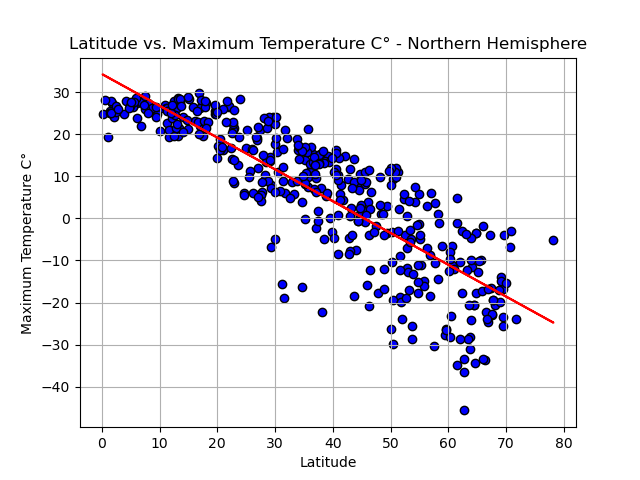 Latitude vs. Maximum Temperature C° - Northern Hemisphere
Maximum Temperature C°
30
20
10
0
−10
−20
−30
−40
0 10 20 30 40 50 60 70 80
Latitude